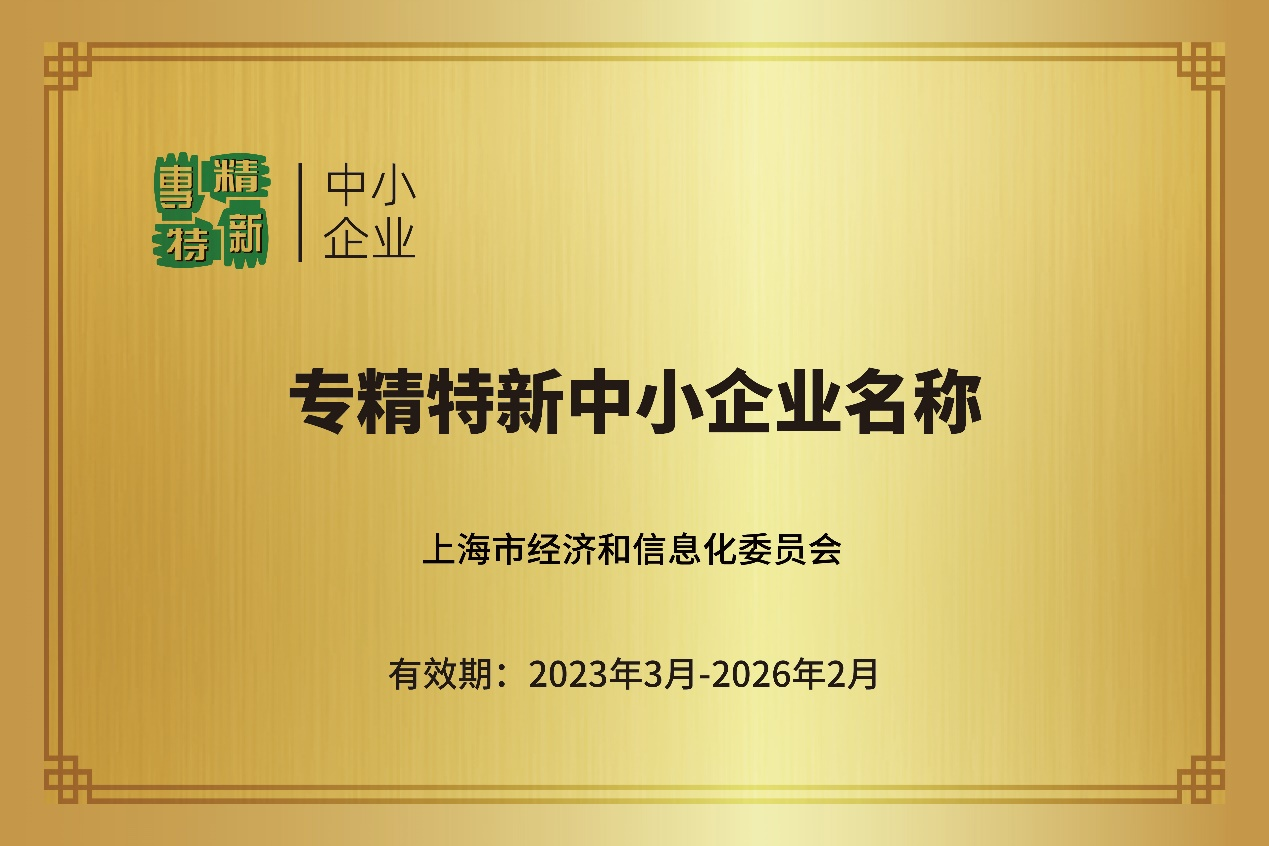 專精
特新
中小
企业
专精特新中小企业名称
上海市经济和信息化委员会
有效期：2023年3月-2026年2月